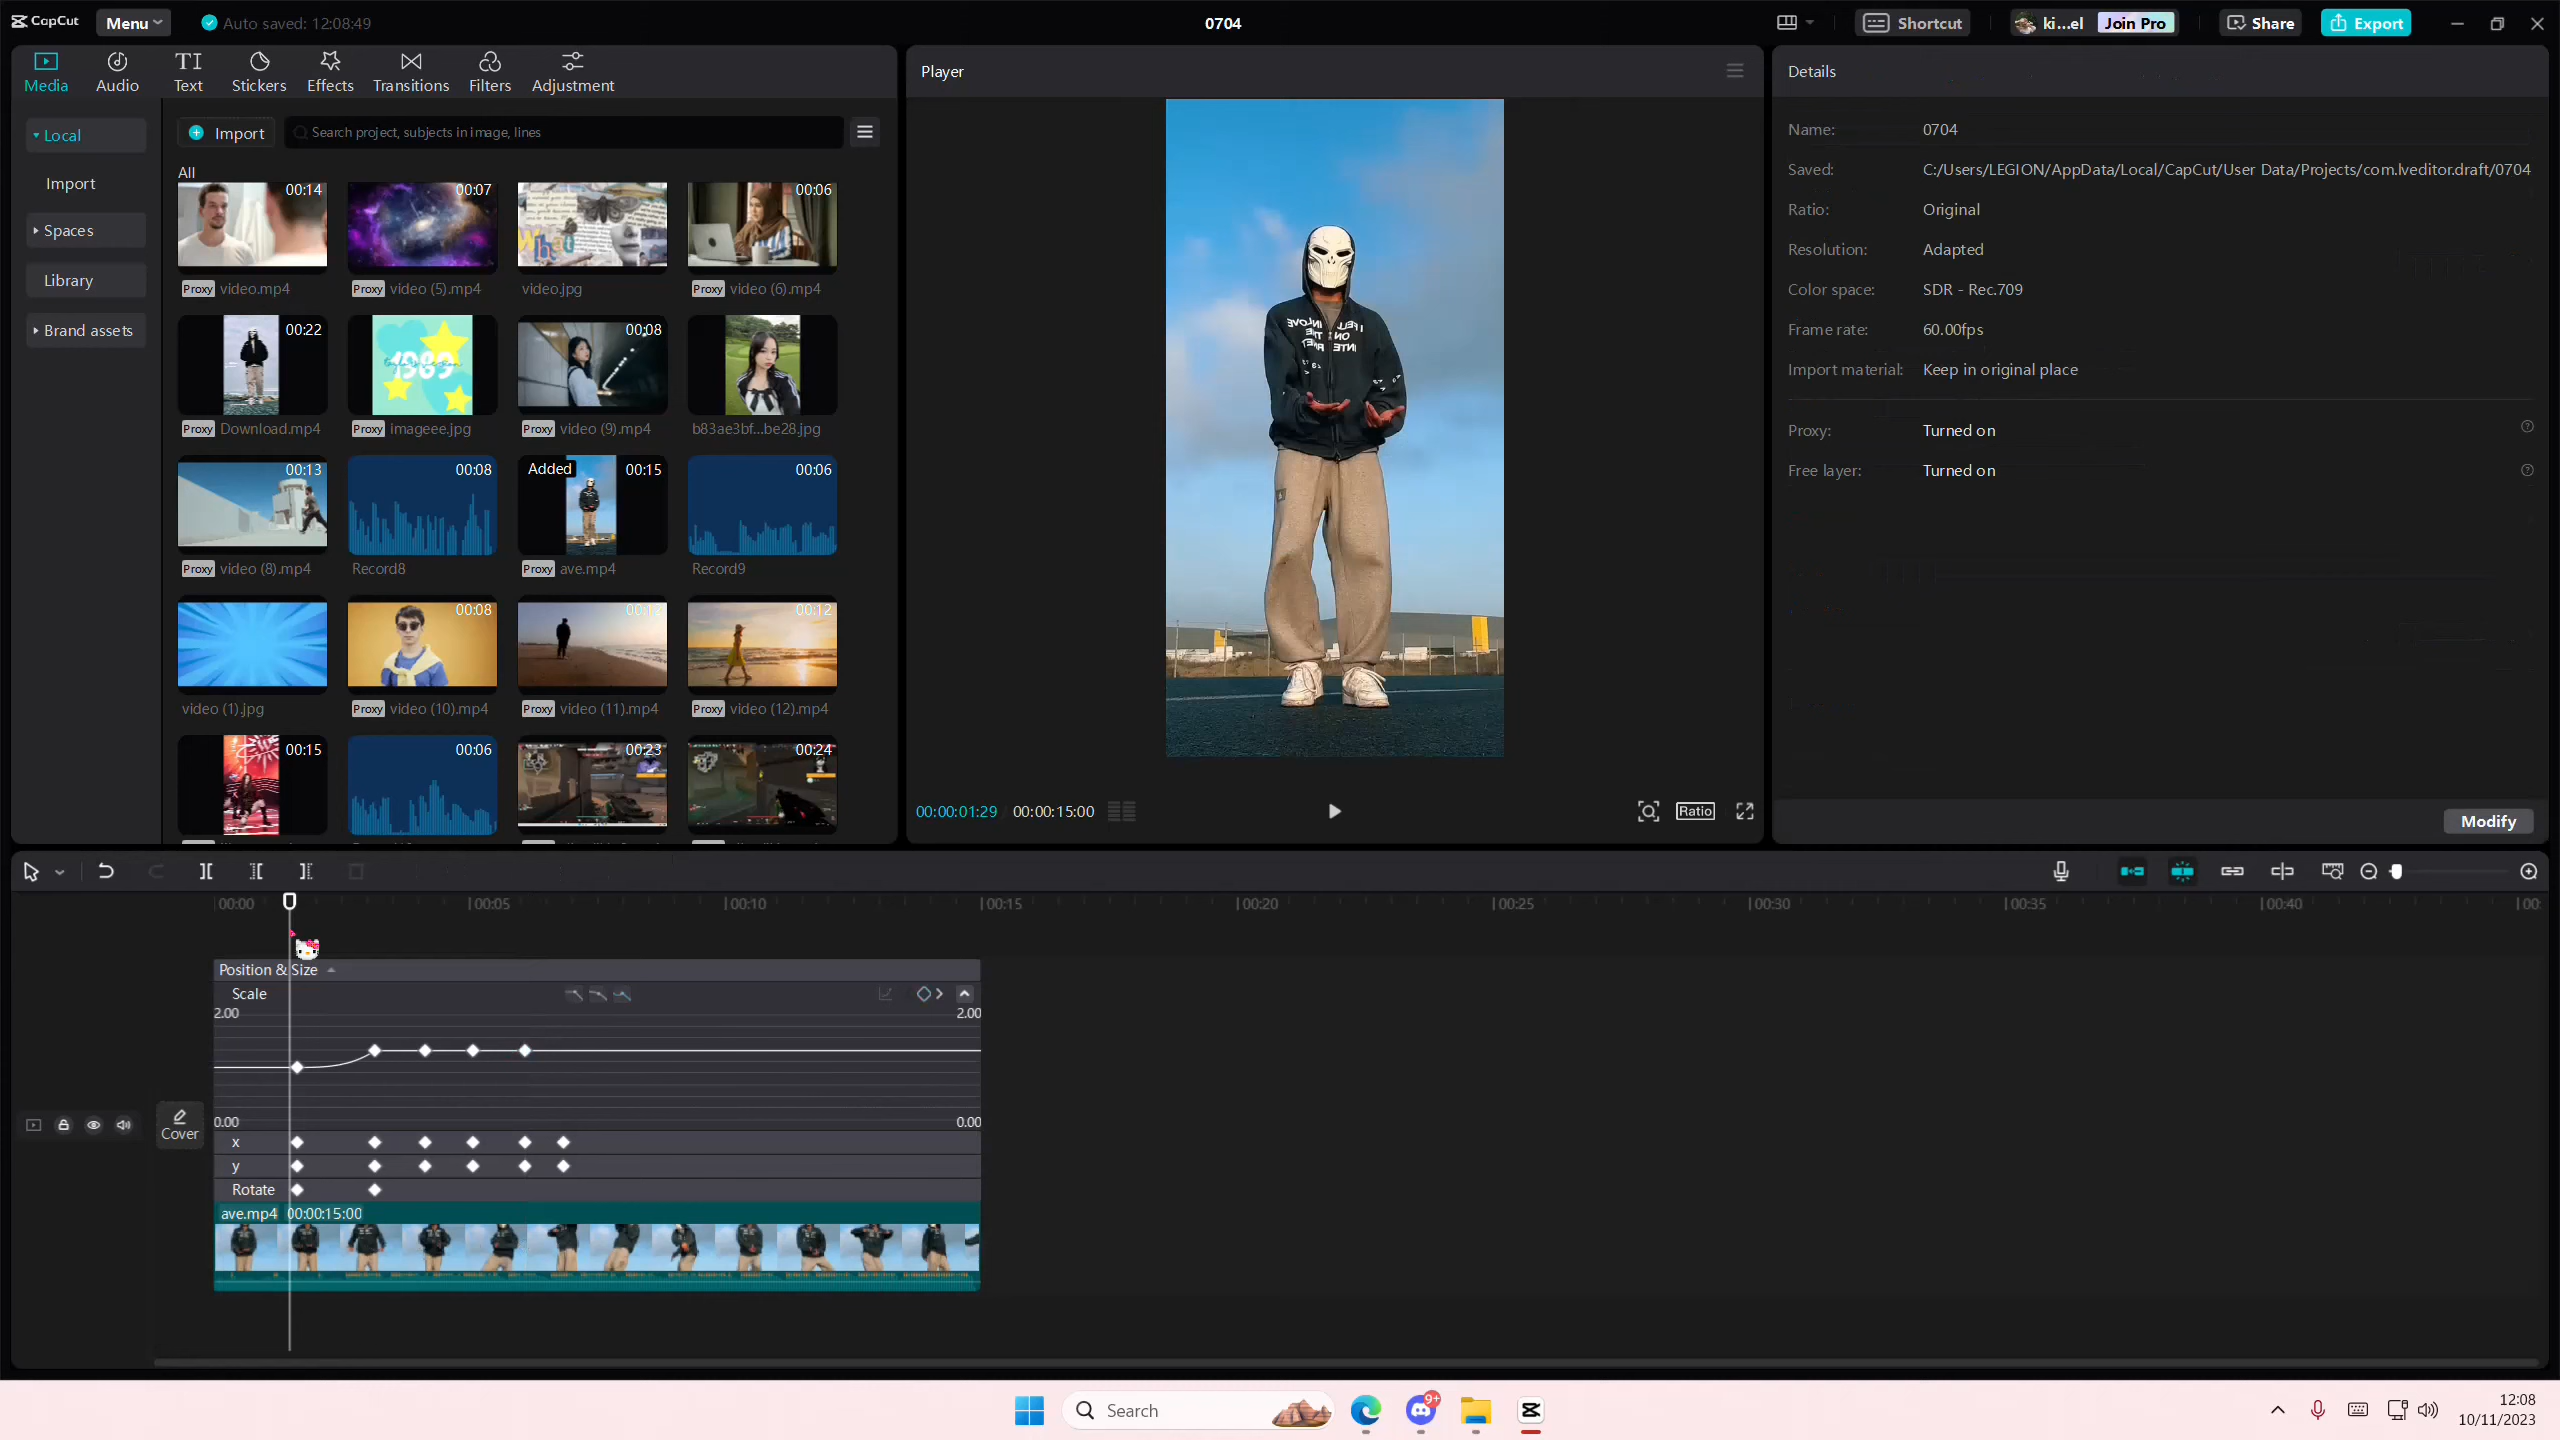 CapCut Menu Auto saved: 12:08:49 0704 Shortcut ki...el Join Pro Share Export
Media Audio Text Stickers Effects Transitions Filters Adjustment
Local
Import
Spaces
Library
Brand assets
Import Search project, subjects in image, lines
All
00:14 00:07 00:06
What
Proxy video.mp4 Proxy video (5).mp4 video.jpg Proxy video (6).mp4
00:22 00:08
1989
Proxy Download.mp4 Proxy imageee.jpg Proxy video (9).mp4 b83ae3bf...be28.jpg
00:13 00:08 Added 00:15 00:06
Proxy video (8).mp4 Record8 Proxy ave.mp4 Record9
00:08 00:12
video (1).jpg Proxy video (10).mp4 Proxy video (11).mp4 Proxy video (12).mp4
00:15 00:06 00:23 00:24
Player
I FELL IN LOVE
ON THE
INTERNET
00:00:01:29 00:00:15:00 Ratio
Details
Name: 0704
Saved: C:/Users/LEGION/AppData/Local/CapCut/User Data/Projects/com.lveditor.draft/0704
Ratio: Original
Resolution: Adapted
Color space: SDR - Rec.709
Frame rate: 60.00fps
Import material: Keep in original place
Proxy: Turned on
Free layer: Turned on
Modify
00:00 00:05 00:10 00:15 00:20 00:25 00:30 00:35 00:40 00:
Position & Size
Scale
2.00 2.00
0.00 0.00
x
y
Rotate
Cover
ave.mp4 00:00:15:00
Search
9+
12:08
10/11/2023